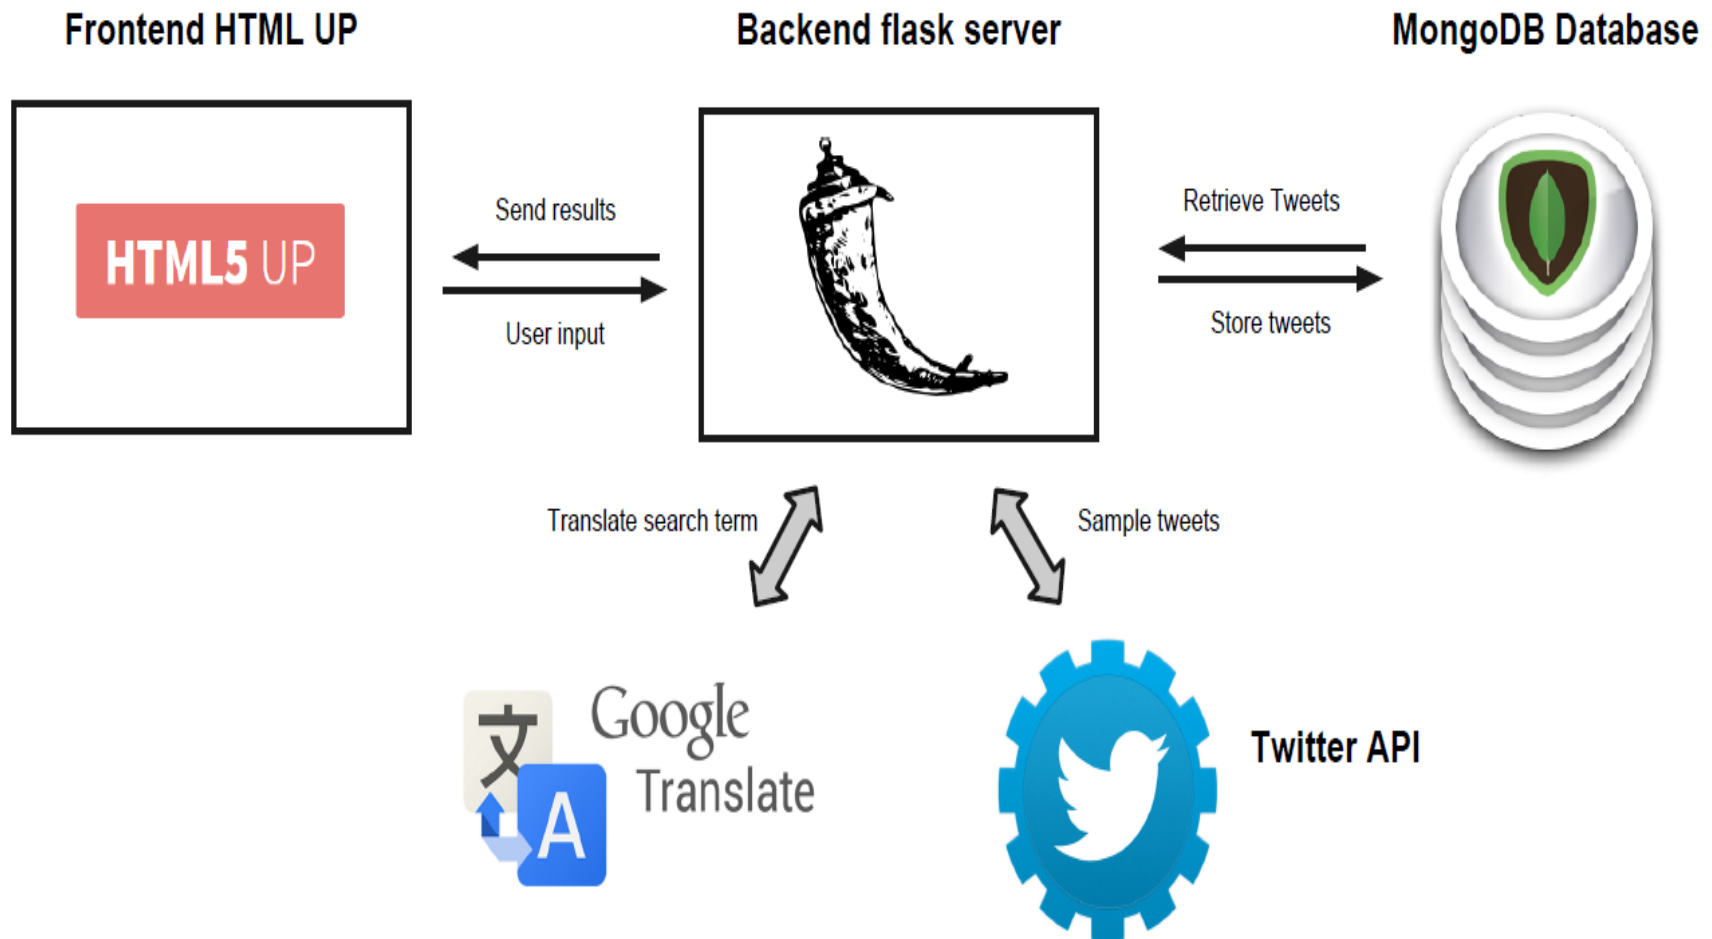 Frontend HTML UP
Backend flask server
MongoDB Database
HTML5 UP
Send results
User input
Retrieve Tweets
Store tweets
Translate search term
Sample tweets
文
A
Google
Translate
Twitter API